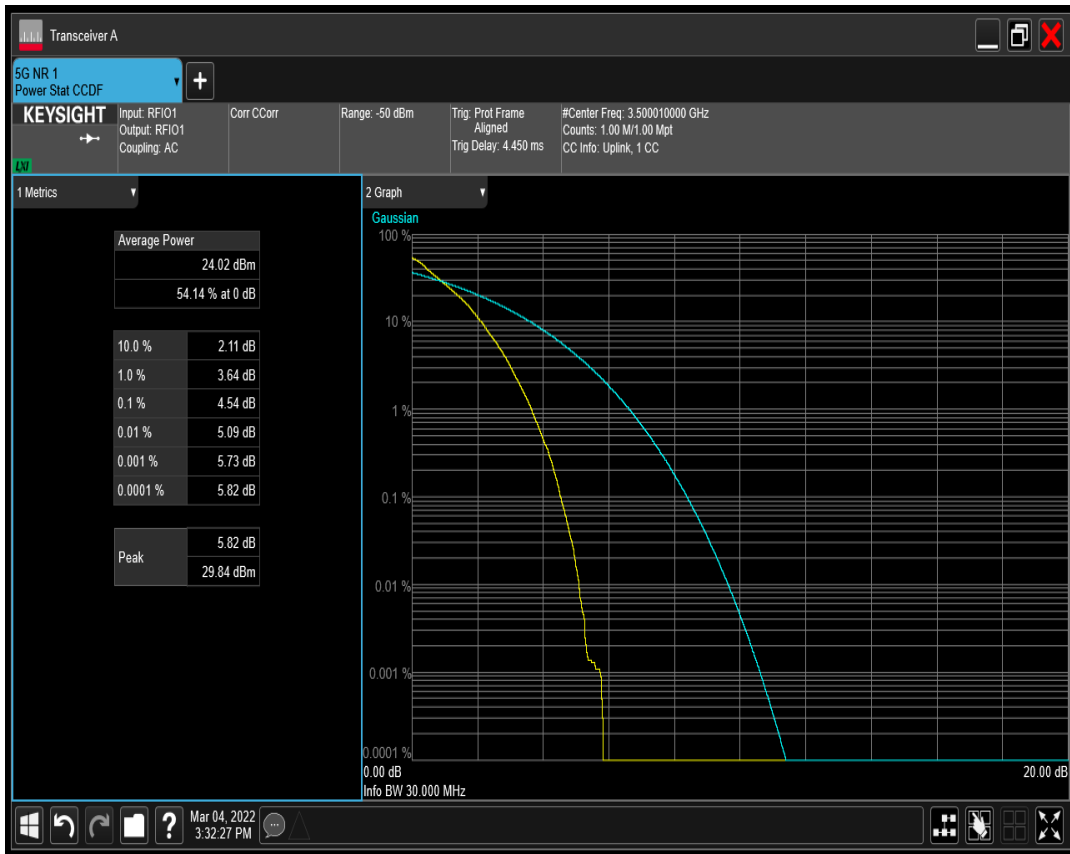 Transceiver A
5G NR 1
Power Stat CCDF
+
KEYSIGHT
LXI
Input: RFIO1
Output: RFIO1
Coupling: AC
Corr CCorr
Range: -50 dBm
Trig: Prot Frame
Aligned
Trig Delay: 4.450 ms
#Center Freq: 3.500010000 GHz
Counts: 1.00 M/1.00 Mpt
CC Info: Uplink, 1 CC
1 Metrics
Average Power
24.02 dBm
54.14 % at 0 dB
10.0 % 2.11 dB
1.0 % 3.64 dB
0.1 % 4.54 dB
0.01 % 5.09 dB
0.001 % 5.73 dB
0.0001 % 5.82 dB
Peak
5.82 dB
29.84 dBm
2 Graph
Gaussian
100 %
10 %
1 %
0.1 %
0.01 %
0.001 %
0.0001 %
0.00 dB 20.00 dB
Info BW 30.000 MHz
?
Mar 04, 2022
3:32:27 PM